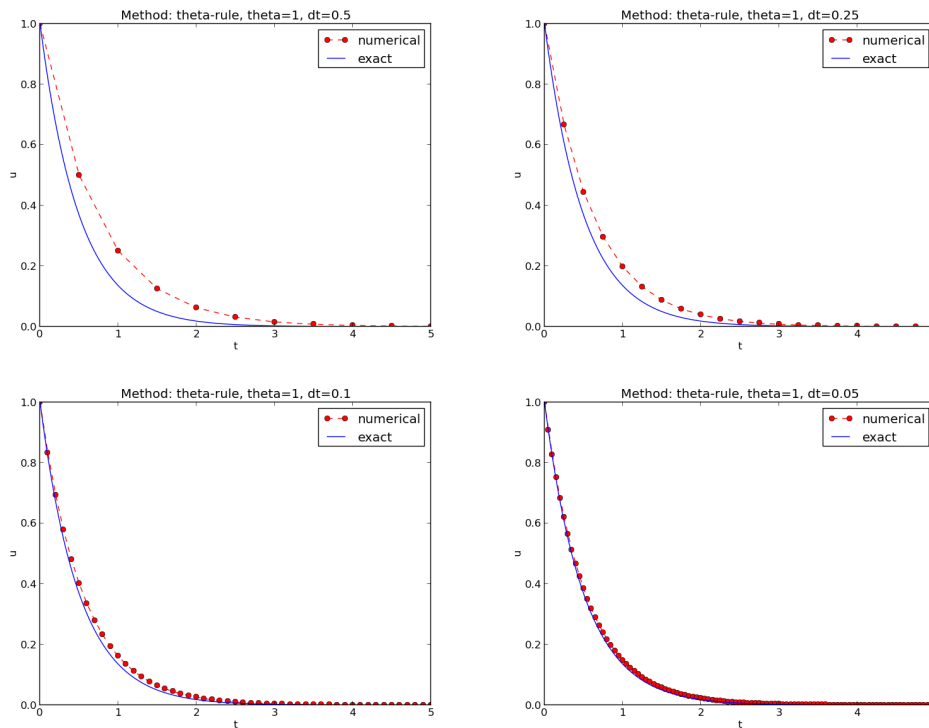 Method: theta-rule, theta=1, dt=0.5
1.0
numerical
exact
0.8
0.6
u
0.4
0.2
0.0
0 1 2 3 4 5
t
Method: theta-rule, theta=1, dt=0.25
1.0
numerical
exact
0.8
0.6
u
0.4
0.2
0.0
0 1 2 3 4
t
Method: theta-rule, theta=1, dt=0.1
1.0
numerical
exact
0.8
0.6
u
0.4
0.2
0.0
0 1 2 3 4 5
t
Method: theta-rule, theta=1, dt=0.05
1.0
numerical
exact
0.8
0.6
u
0.4
0.2
0.0
0 1 2 3 4
t